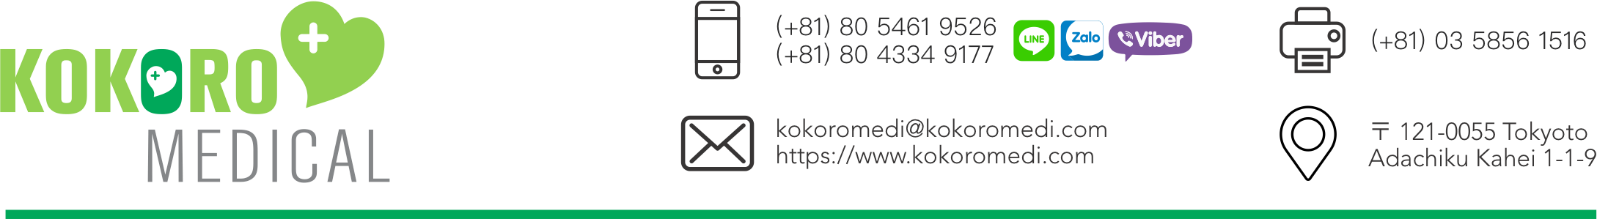 KOKORO
MEDICAL
(+81) 80 5461 9526
(+81) 80 4334 9177
LINE
Zalo
Viber
(+81) 03 5856 1516
kokoromedi@kokoromedi.com
https://www.kokoromedi.com
〒 121-0055 Tokyoto
Adachiku Kahei 1-1-9